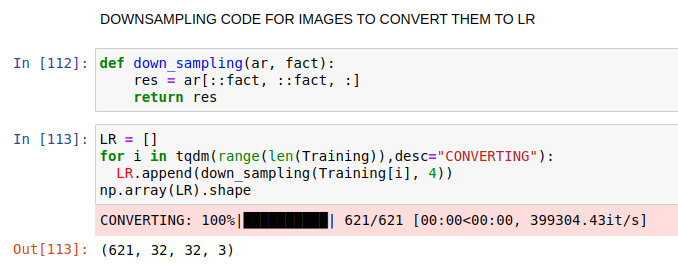 DOWNSAMPLING CODE FOR IMAGES TO CONVERT THEM TO LR
In [112]: def down_sampling(ar, fact):
    res = ar[::fact, ::fact, :]
    return res
In [113]: LR = []
for i in tqdm(range(len(Training)),desc="CONVERTING"):
  LR.append(down_sampling(Training[i], 4))
np.array(LR).shape
CONVERTING: 100%|██████████| 621/621 [00:00<00:00, 399304.43it/s]
Out[113]: (621, 32, 32, 3)